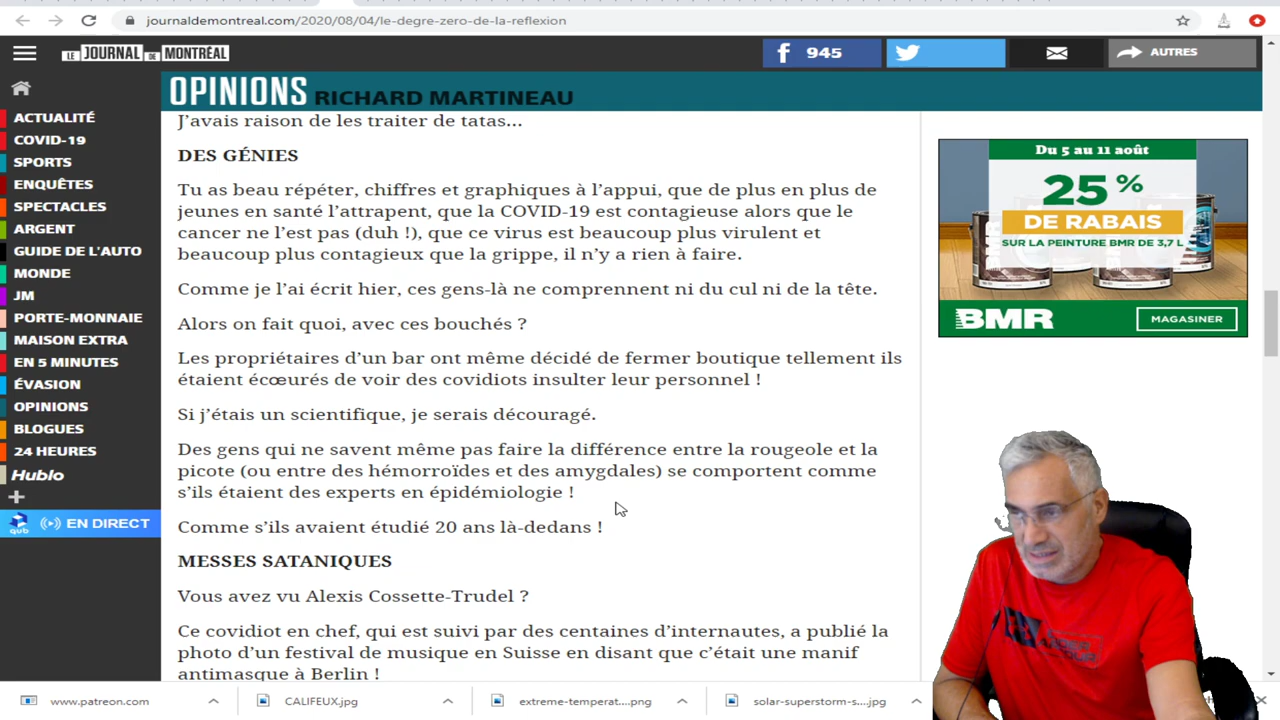 journaldemontreal.com/2020/08/04/le-degre-zero-de-la-reflexion
LE JOURNAL DE MONTRÉAL
945
AUTRES
OPINIONS RICHARD MARTINEAU
ACTUALITÉ
COVID-19
SPORTS
ENQUÊTES
SPECTACLES
ARGENT
GUIDE DE L'AUTO
MONDE
JM
PORTE-MONNAIE
MAISON EXTRA
EN 5 MINUTES
ÉVASION
OPINIONS
BLOGUES
24 HEURES
Hublo
QUB
EN DIRECT
J'avais raison de les traiter de tatas...
DES GÉNIES
Tu as beau répéter, chiffres et graphiques à l'appui, que de plus en plus de
jeunes en santé l'attrapent, que la COVID-19 est contagieuse alors que le
cancer ne l'est pas (duh !), que ce virus est beaucoup plus virulent et
beaucoup plus contagieux que la grippe, il n'y a rien à faire.
Comme je l'ai écrit hier, ces gens-là ne comprennent ni du cul ni de la tête.
Alors on fait quoi, avec ces bouchés ?
Les propriétaires d'un bar ont même décidé de fermer boutique tellement ils
étaient écœurés de voir des covidiots insulter leur personnel !
Si j'étais un scientifique, je serais découragé.
Des gens qui ne savent même pas faire la différence entre la rougeole et la
picote (ou entre des hémorroïdes et des amygdales) se comportent comme
s'ils étaient des experts en épidémiologie !
Comme s'ils avaient étudié 20 ans là-dedans !
MESSES SATANIQUES
Vous avez vu Alexis Cossette-Trudel ?
Ce covidiot en chef, qui est suivi par des centaines d'internautes, a publié la
photo d'un festival de musique en Suisse en disant que c'était une manif
antimasque à Berlin !
Du 5 au 11 août
25 %
DE RABAIS
SUR LA PEINTURE BMR DE 3,7 L
BMR
MAGASINER
www.patreon.com
CALIFEUX.jpg
extreme-temperat....png
solar-superstorm-s....jpg